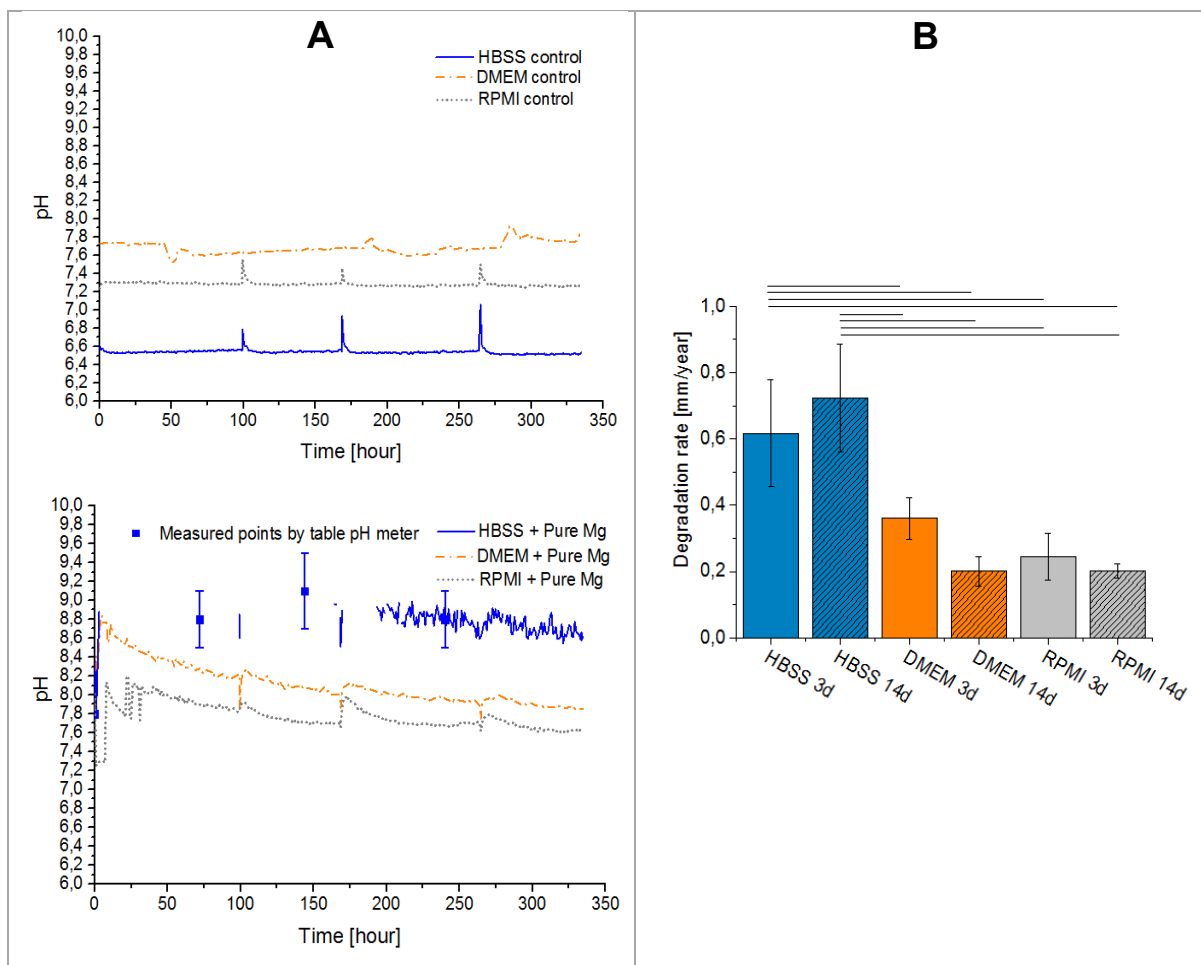 A
HBSS control
DMEM control
RPMI control
10,0
9,8
9,6
9,4
9,2
9,0
8,8
8,6
8,4
8,2
8,0
7,8
7,6
7,4
7,2
7,0
6,8
6,6
6,4
6,2
6,0
pH
0 50 100 150 200 250 300 350
Time [hour]
Measured points by table pH meter
HBSS + Pure Mg
DMEM + Pure Mg
RPMI + Pure Mg
10,0
9,8
9,6
9,4
9,2
9,0
8,8
8,6
8,4
8,2
8,0
7,8
7,6
7,4
7,2
7,0
6,8
6,6
6,4
6,2
6,0
pH
0 50 100 150 200 250 300 350
Time [hour]
B
1,0
0,8
0,6
0,4
0,2
0,0
Degradation rate [mm/year]
HBSS 3d
HBSS 14d
DMEM 3d
DMEM 14d
RPMI 3d
RPMI 14d